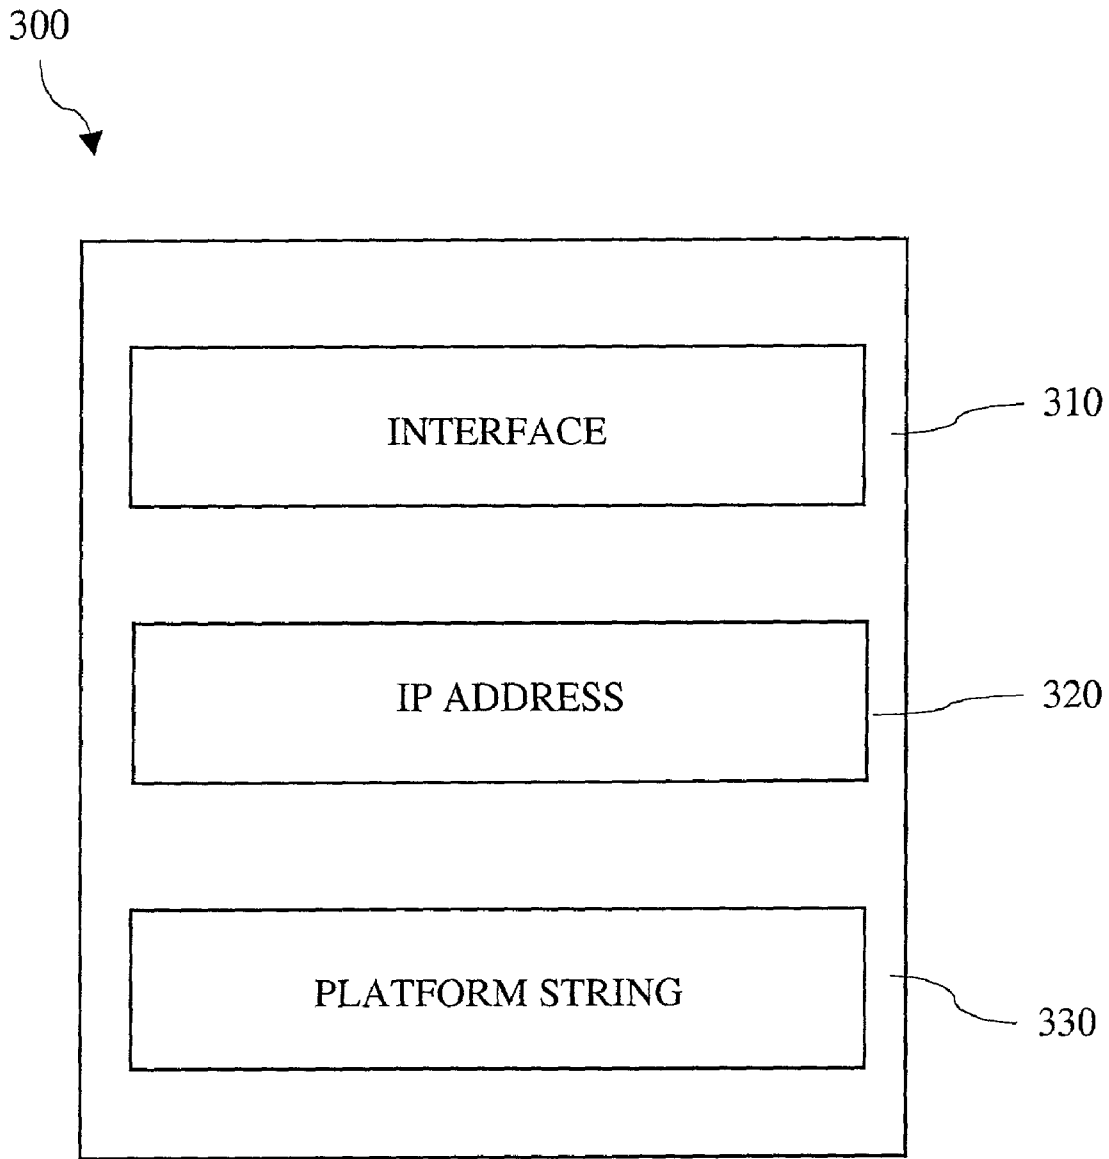 300
INTERFACE
310
IP ADDRESS
320
PLATFORM STRING
330